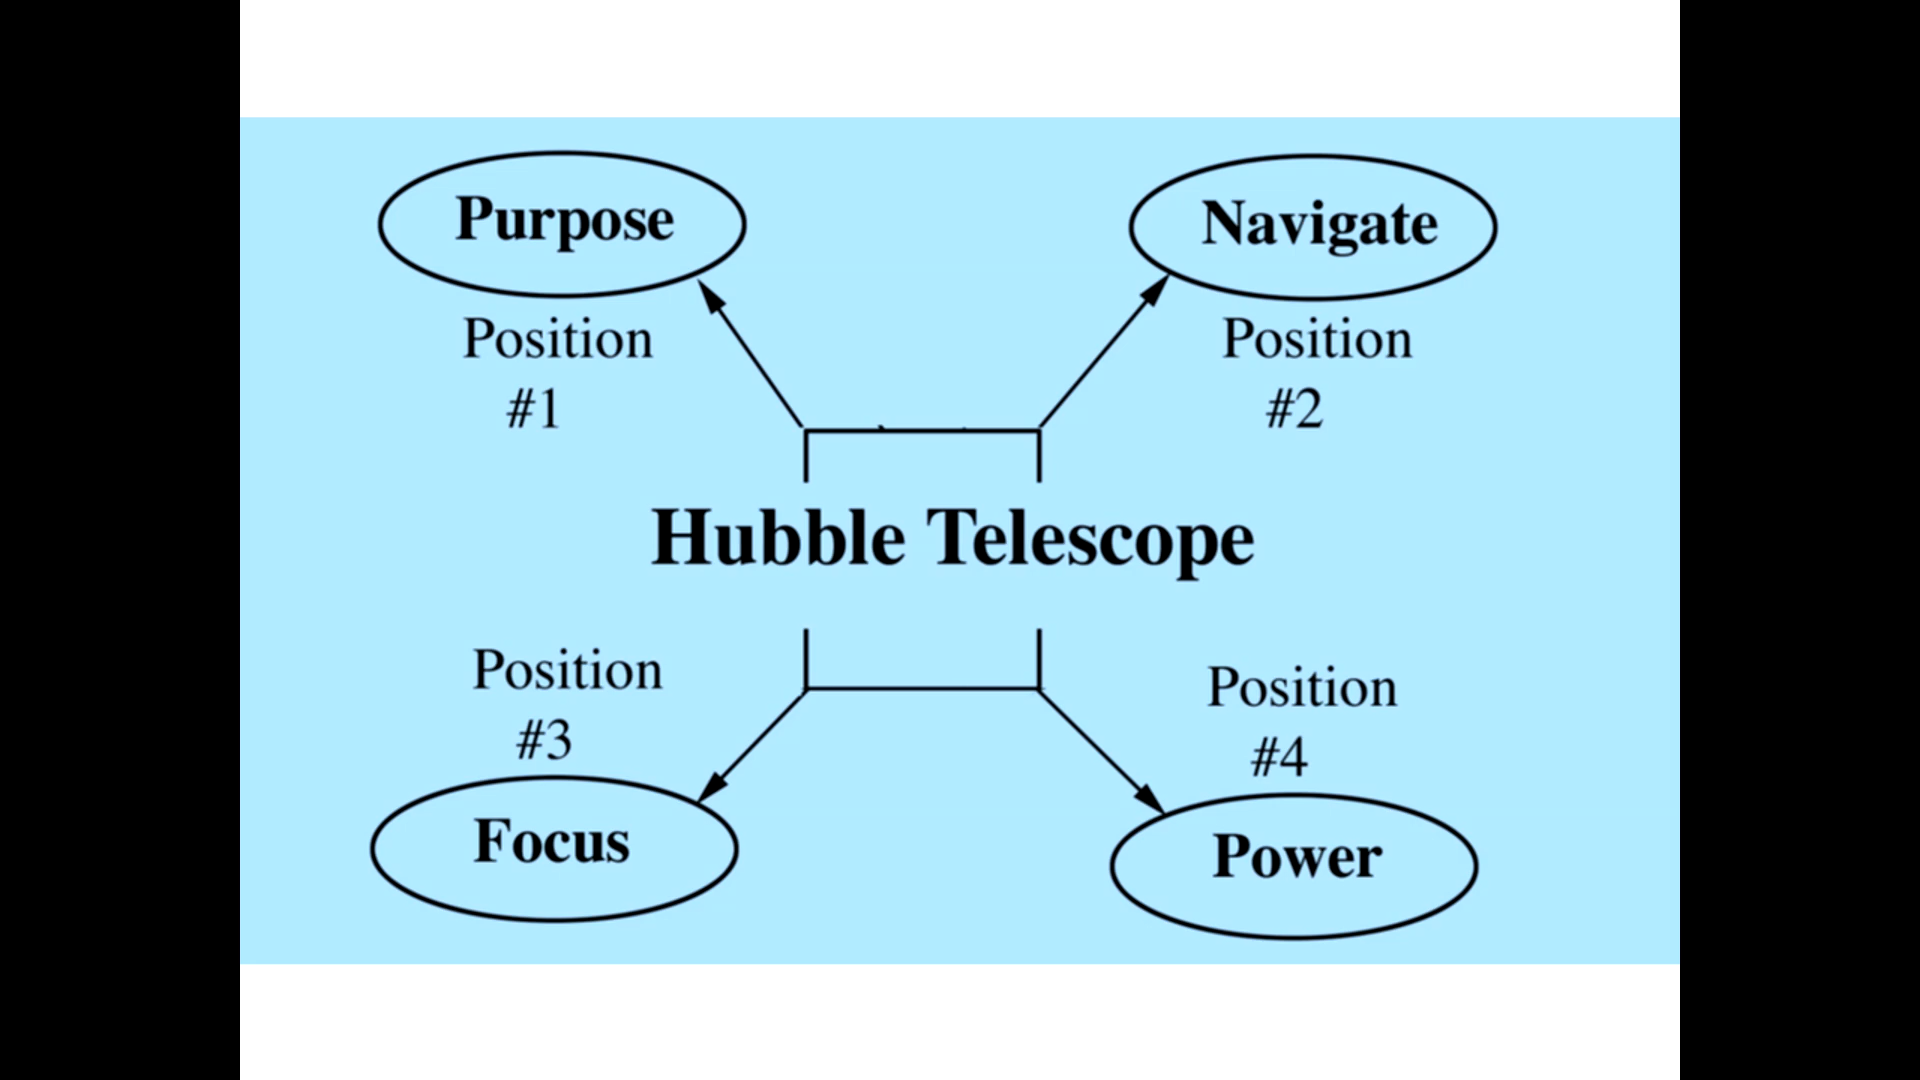 Purpose
Position
#1
Navigate
Position
#2
Hubble Telescope
Position
#3
Focus
Position
#4
Power